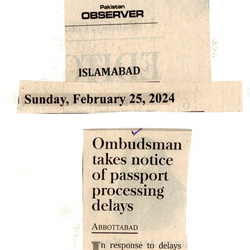 Pakistan
OBSERVER
ISLAMABAD
Sunday, February 25, 2024
Ombudsman
takes notice
of passport
processing
delays
ABBOTTABAD
In response to delays